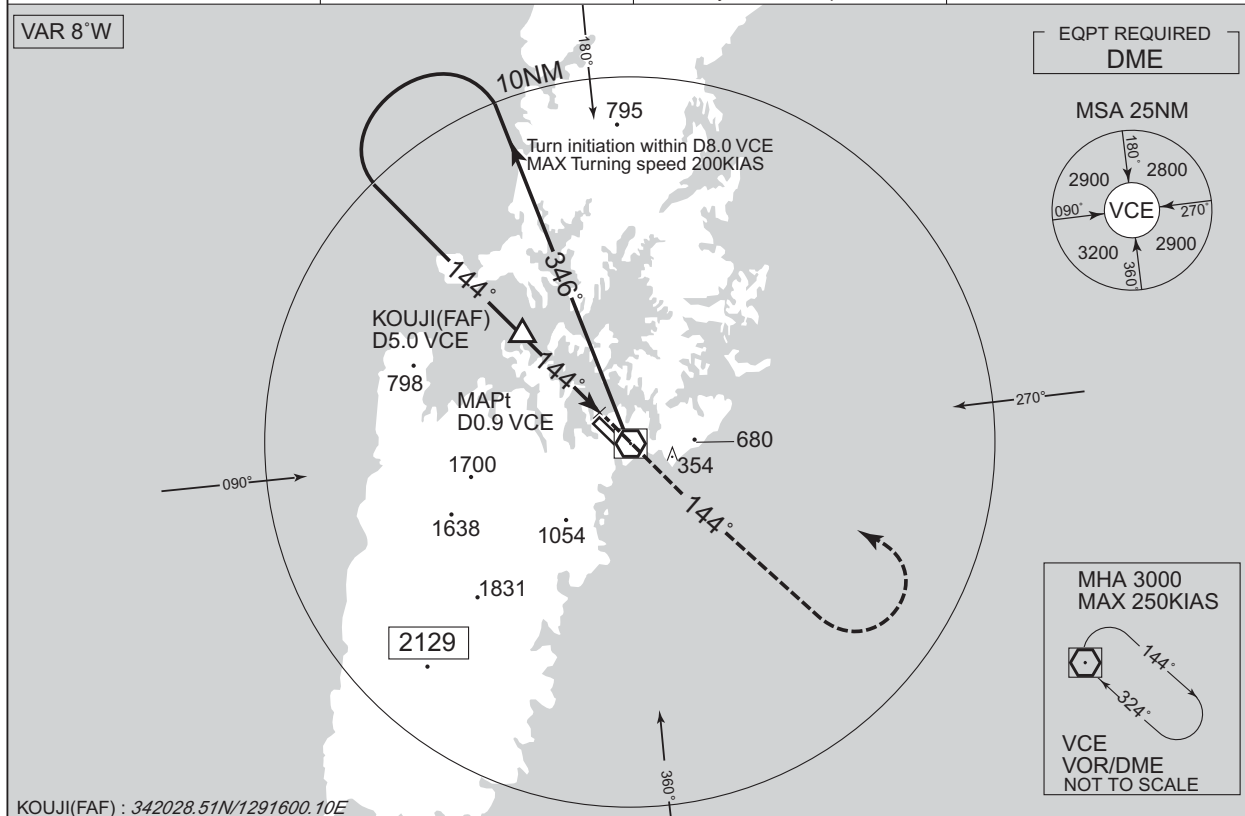 VAR 8°W
180°
10NM
795
Turn initiation within D8.0 VCE
MAX Turning speed 200KIAS
EQPT REQUIRED
DME
MSA 25NM
180°
2900
2800
090°
VCE
270°
3200
2900
360°
144°
346°
KOUJI(FAF)
D5.0 VCE
798
144°
MAPt
D0.9 VCE
270°
680
354
090°
1700
1638
1054
144°
1831
2129
360°
MHA 3000
MAX 250KIAS
144°
324°
VCE
VOR/DME
NOT TO SCALE
KOUJI(FAF) : 342028.51N/1291600.10E